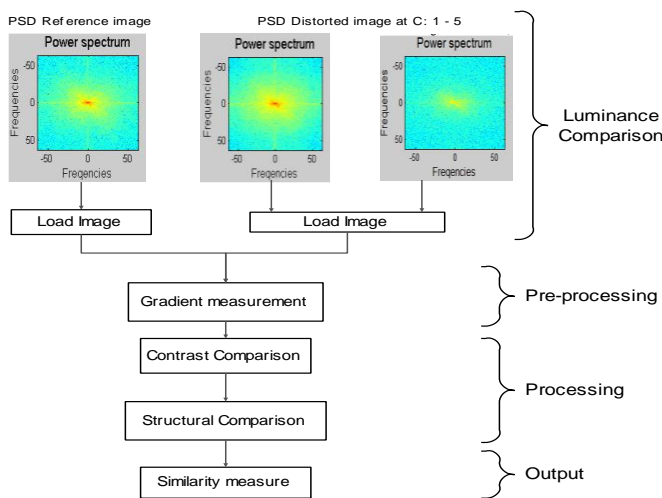 PSD Reference image
PSD Distorted image at C: 1 - 5
Power spectrum
Power spectrum
Power spectrum
-50
0
50
Frequencies
-50 0 50
Freqencies
-50
0
50
Frequencies
-50 0 50
Freqencies
-50
0
50
Frequencies
-50 0 50
Freqencies
Luminance
Comparison
Load Image
Load Image
Gradient measurement
Pre-processing
Contrast Comparison
Processing
Structural Comparison
Similarity measure
Output